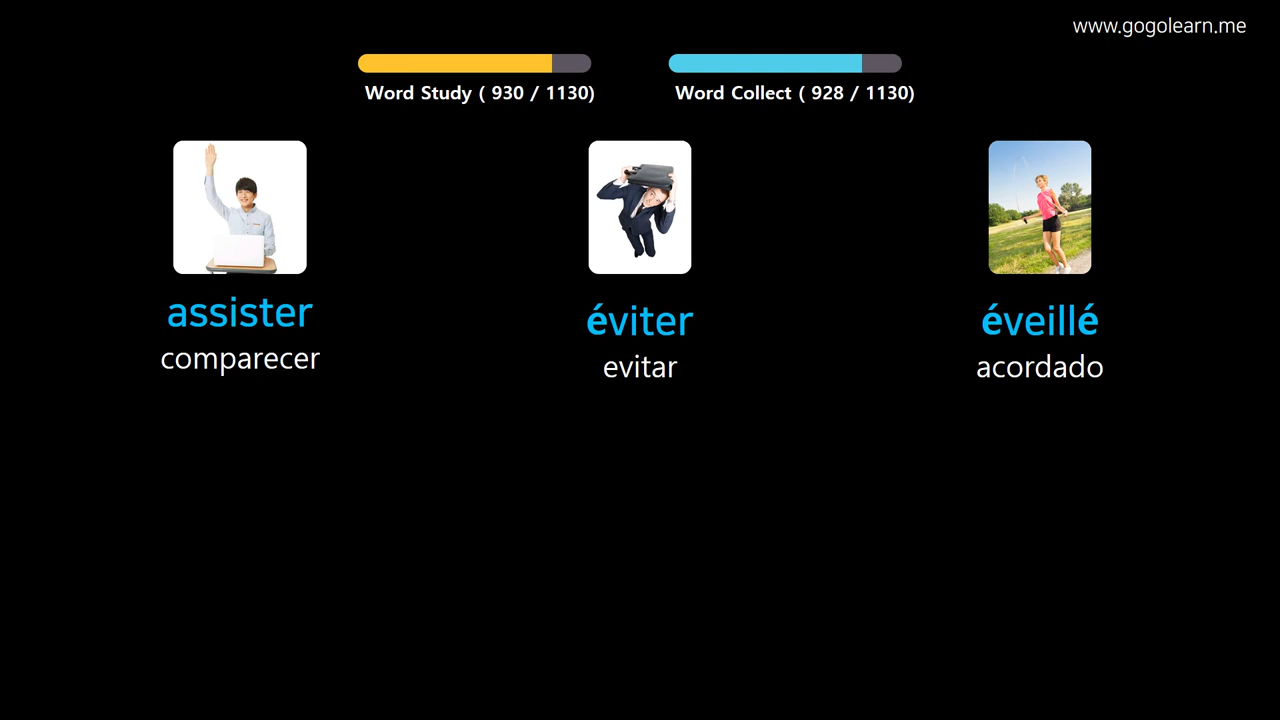 www.gogolearn.me
Word Study ( 930 / 1130)
Word Collect ( 928 / 1130)
assister
comparecer
éviter
evitar
éveillé
acordado